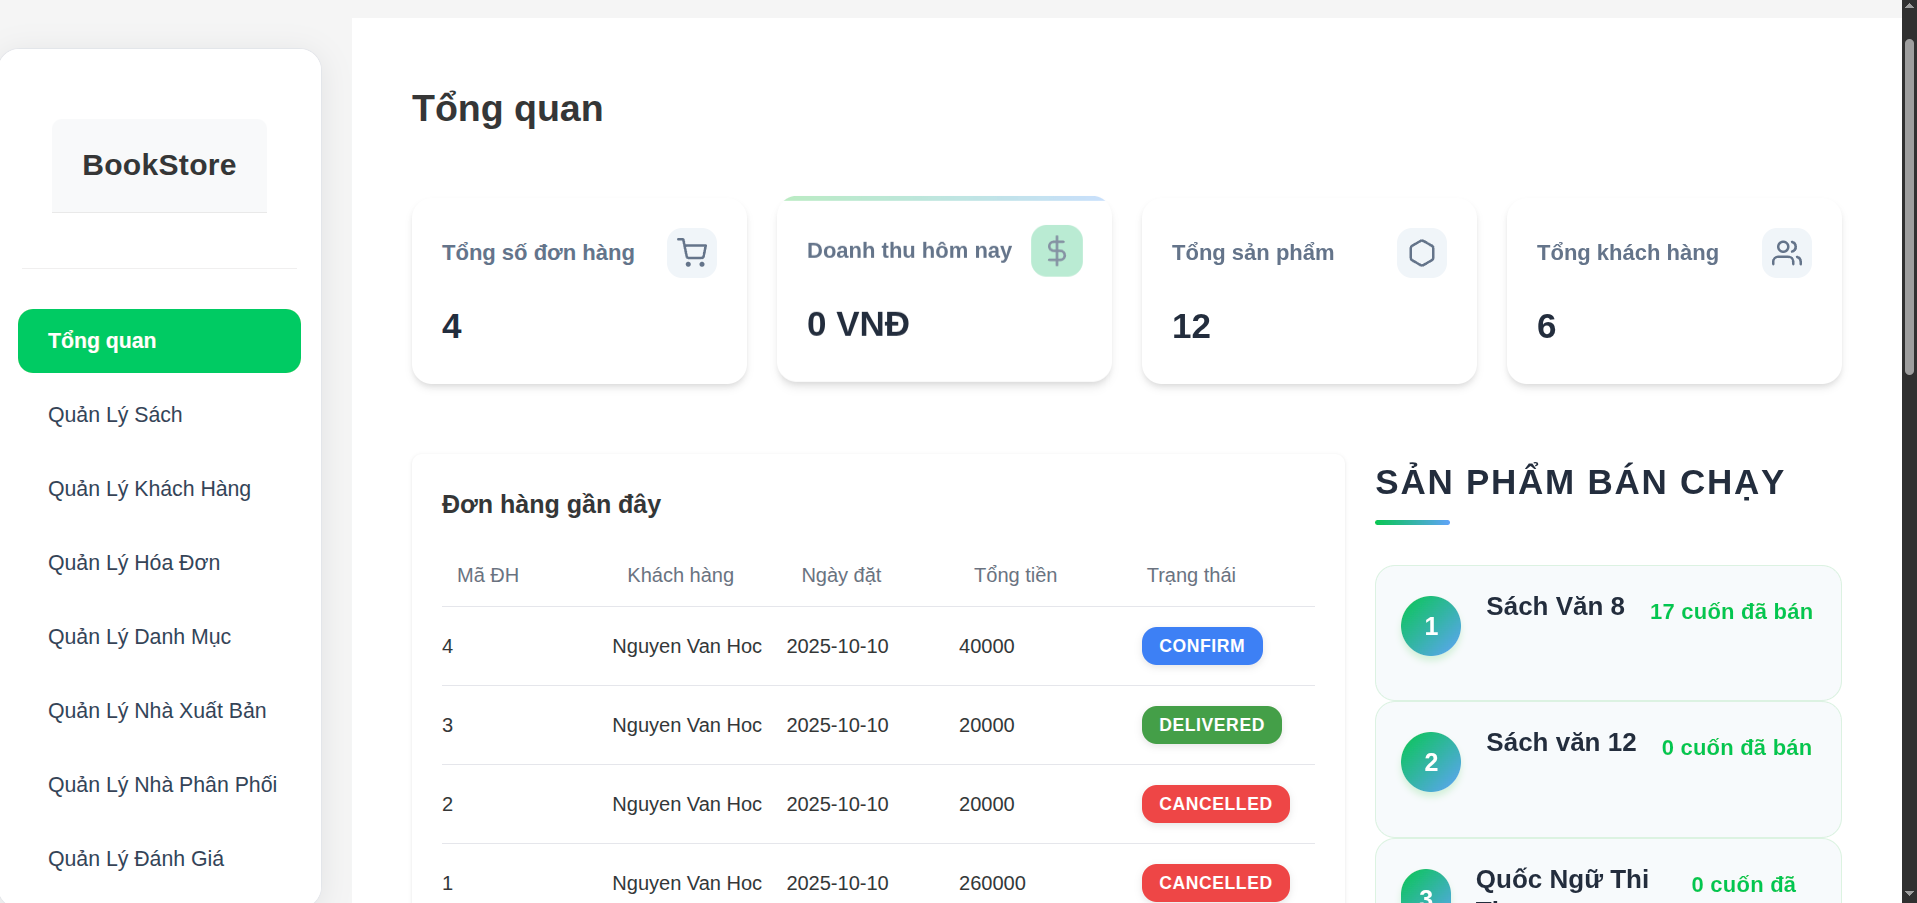 BookStore
Tổng quan
Quản Lý Sách
Quản Lý Khách Hàng
Quản Lý Hóa Đơn
Quản Lý Danh Mục
Quản Lý Nhà Xuất Bản
Quản Lý Nhà Phân Phối
Quản Lý Đánh Giá
Tổng quan
Tổng số đơn hàng
4
Doanh thu hôm nay
0 VNĐ
Tổng sản phẩm
12
Tổng khách hàng
6
Đơn hàng gần đây
Mã ĐH Khách hàng Ngày đặt Tổng tiền Trạng thái
4 Nguyen Van Hoc 2025-10-10 40000 CONFIRM
3 Nguyen Van Hoc 2025-10-10 20000 DELIVERED
2 Nguyen Van Hoc 2025-10-10 20000 CANCELLED
1 Nguyen Van Hoc 2025-10-10 260000 CANCELLED
SẢN PHẨM BÁN CHẠY
1 Sách Văn 8 17 cuốn đã bán
2 Sách văn 12 0 cuốn đã bán
3 Quốc Ngữ Thi 0 cuốn đã